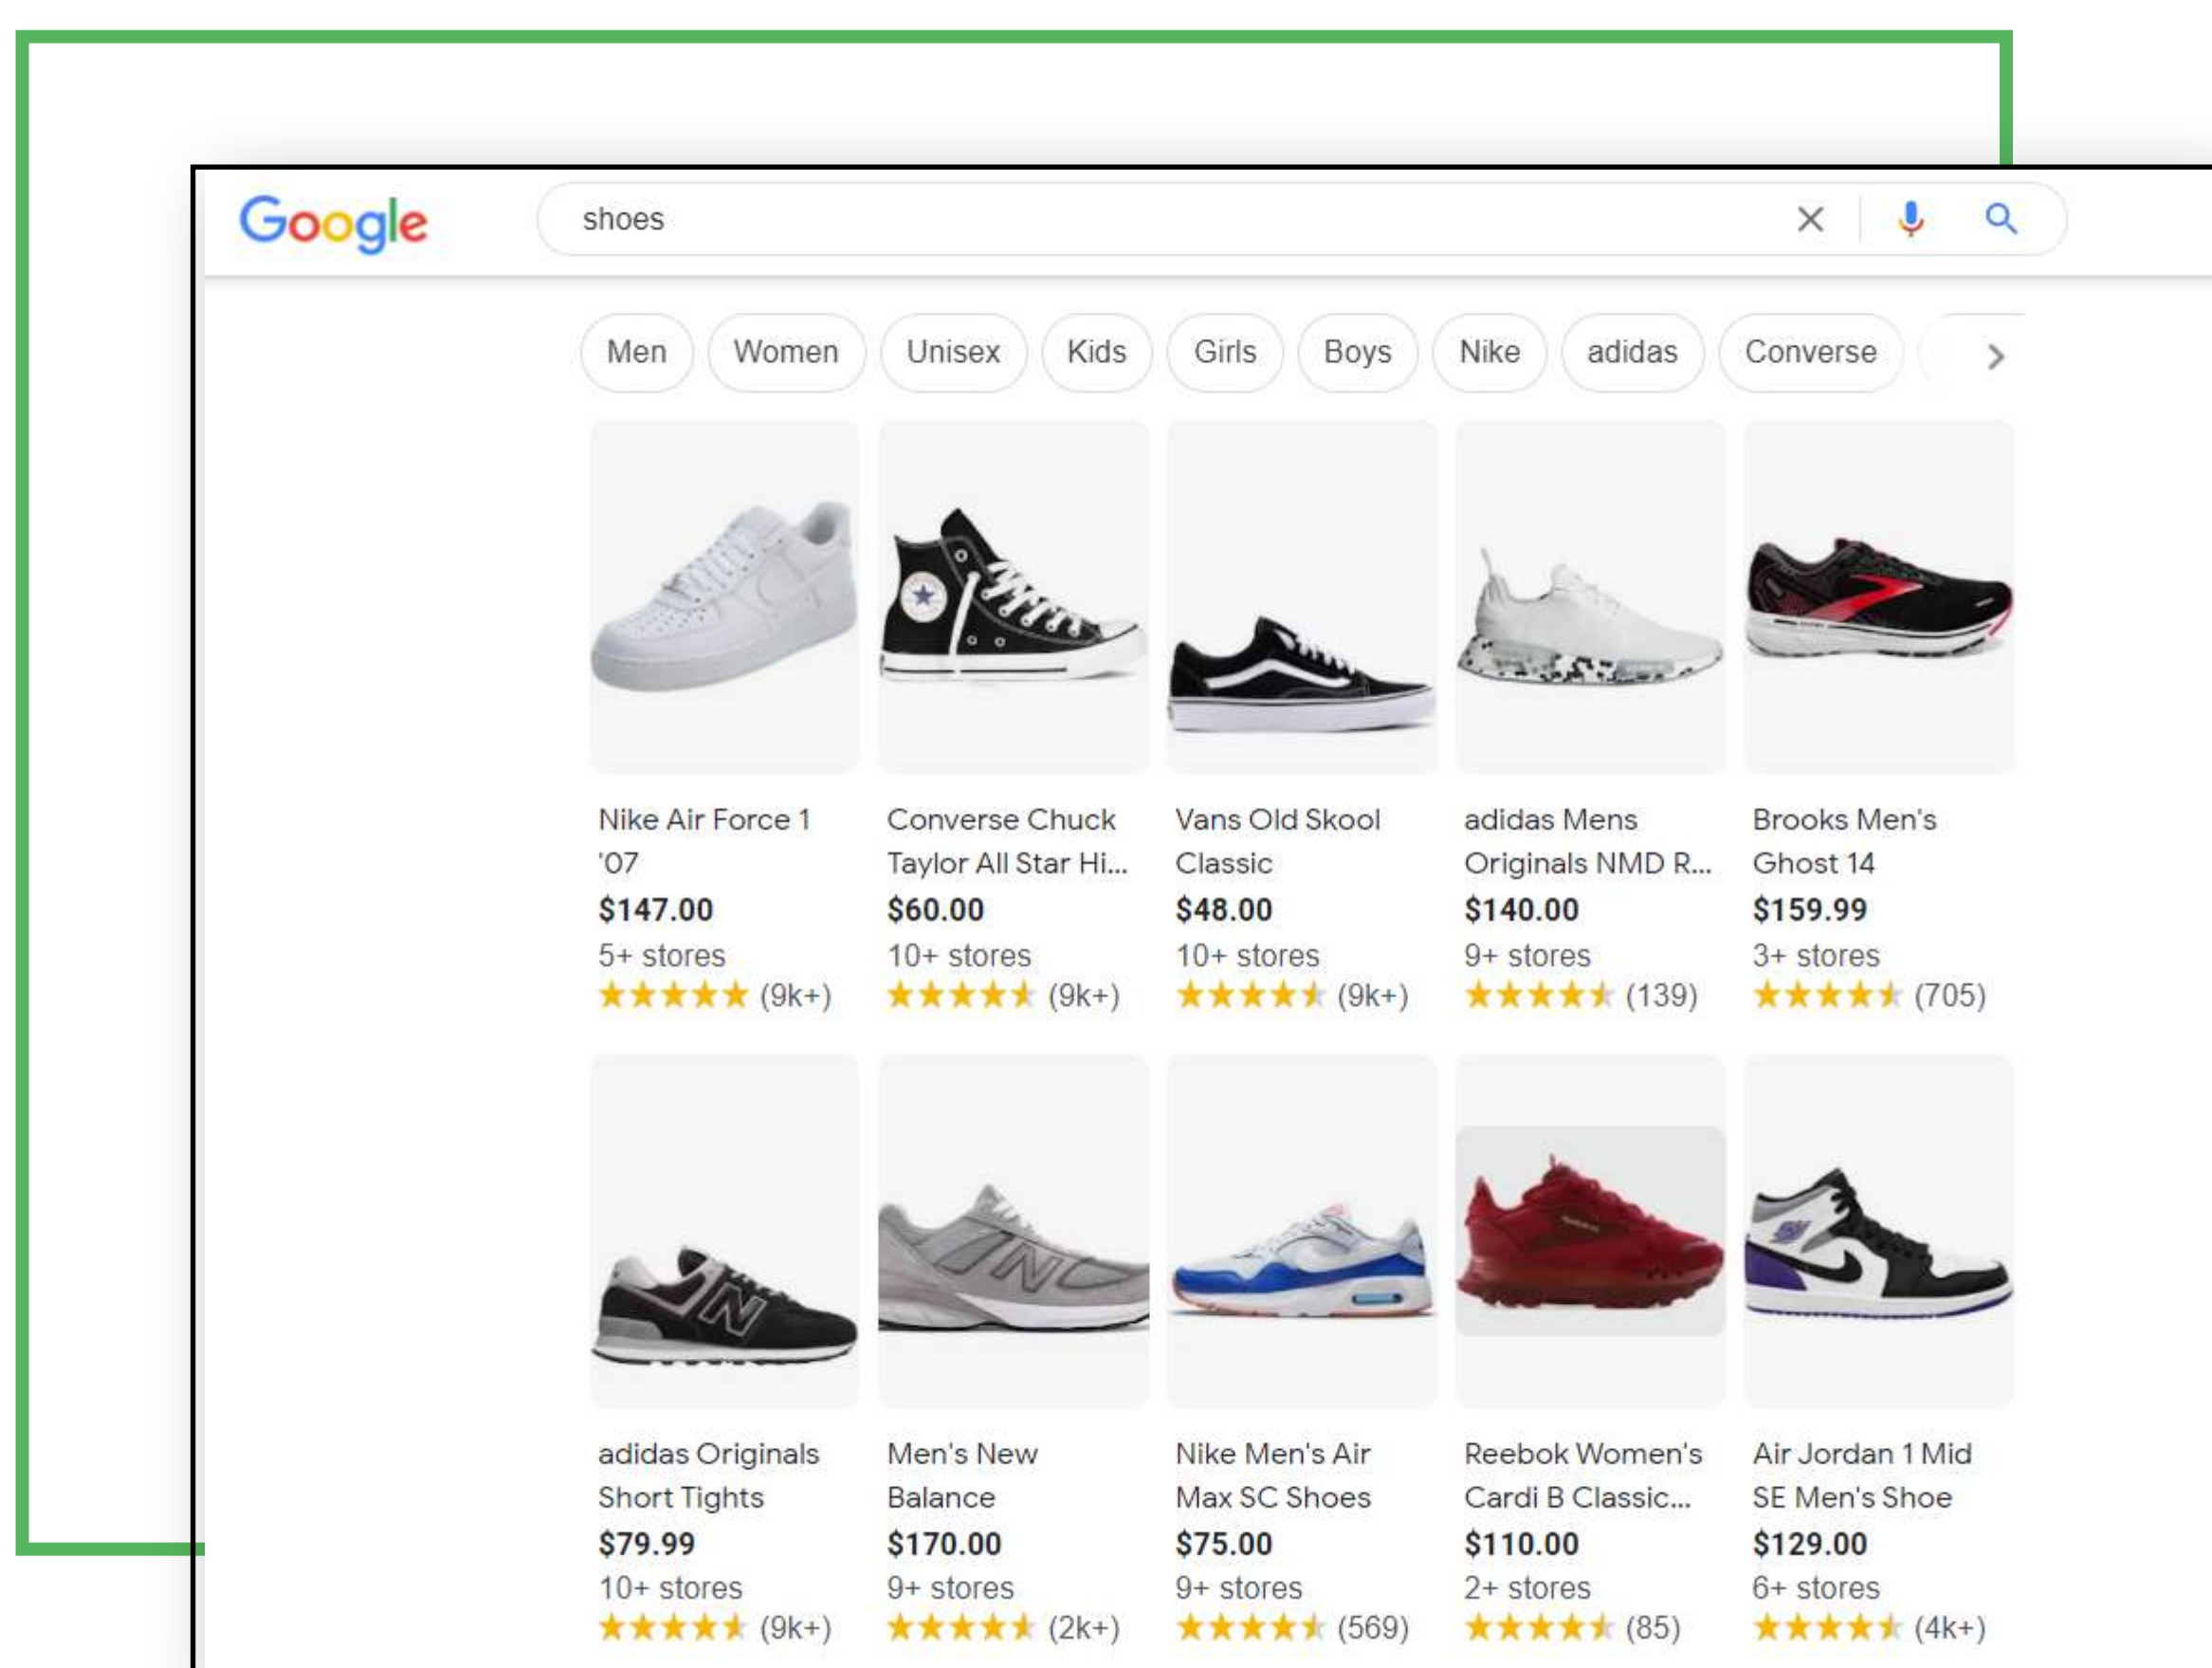 Google
shoes
Men Women Unisex Kids Girls Boys Nike adidas Converse
Nike Air Force 1
'07
$147.00
5+ stores
(9k+)
Converse Chuck
Taylor All Star Hi...
$60.00
10+ stores
(9k+)
Vans Old Skool
Classic
$48.00
10+ stores
(9k+)
adidas Mens
Originals NMD R...
$140.00
9+ stores
(139)
Brooks Men's
Ghost 14
$159.99
3+ stores
(705)
adidas Originals
Short Tights
$79.99
10+ stores
(9k+)
Men's New
Balance
$170.00
9+ stores
(2k+)
Nike Men's Air
Max SC Shoes
$75.00
9+ stores
(569)
Reebok Women's
Cardi B Classic...
$110.00
2+ stores
(85)
Air Jordan 1 Mid
SE Men's Shoe
$129.00
6+ stores
(4k+)